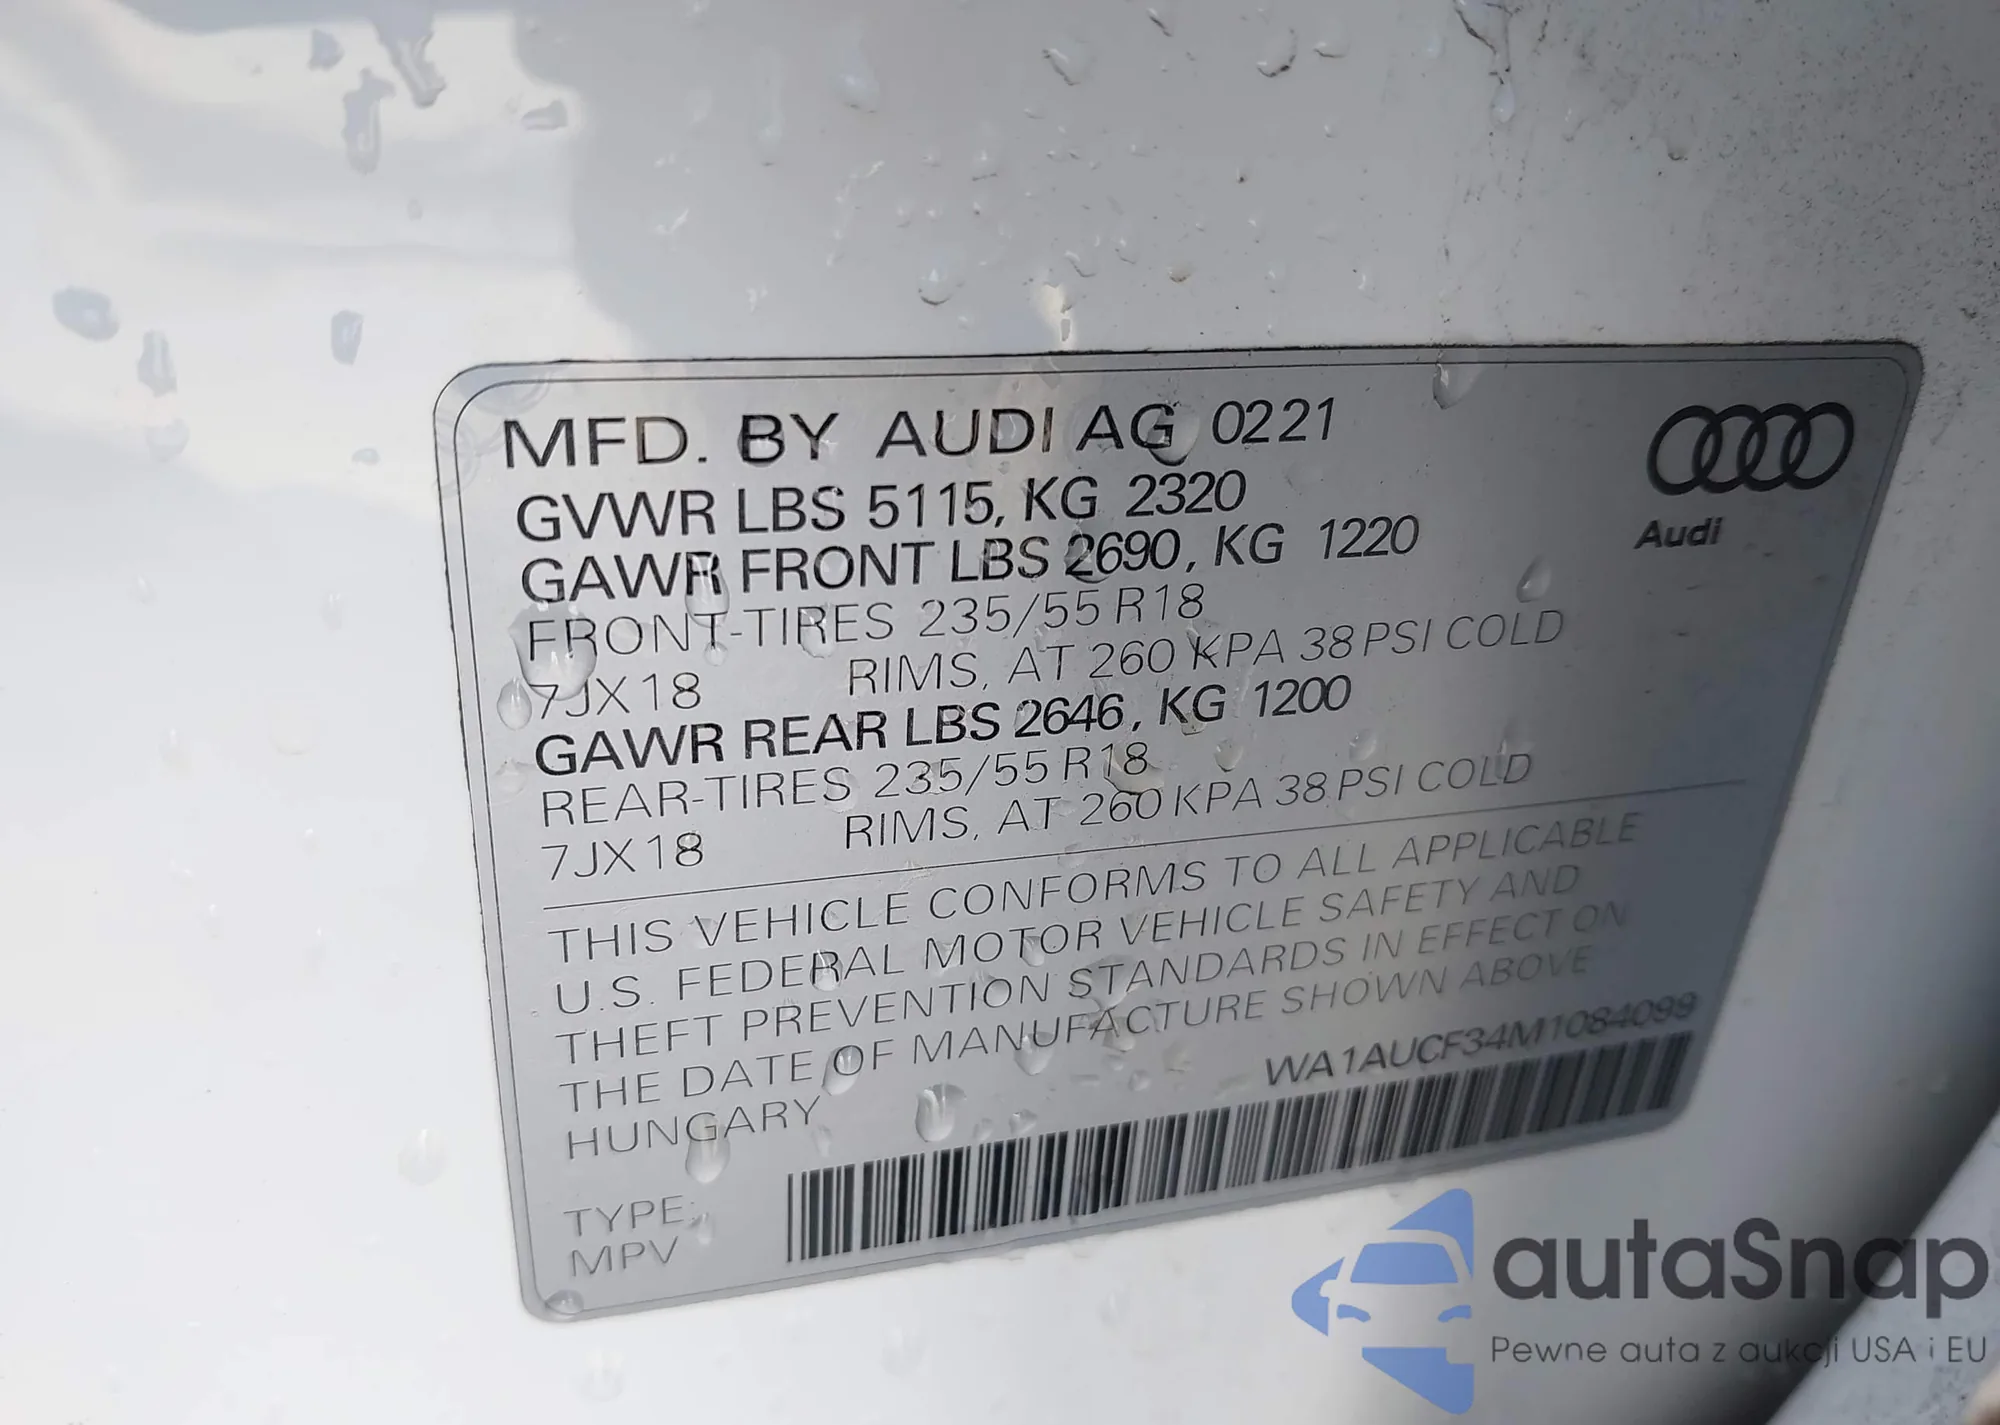 MFD. BY AUDI AG 0221
GVWR LBS 5115, KG 2320
GAWR FRONT LBS 2690, KG 1220
FRONT-TIRES 235/55 R18
7JX18 RIMS, AT 260 KPA 38 PSI COLD
GAWR REAR LBS 2646, KG 1200
REAR-TIRES 235/55 R18
7JX18 RIMS, AT 260 KPA 38 PSI COLD
Audi
THIS VEHICLE CONFORMS TO ALL APPLICABLE
U.S. FEDERAL MOTOR VEHICLE SAFETY AND
THEFT PREVENTION STANDARDS IN EFFECT ON
THE DATE OF MANUFACTURE SHOWN ABOVE
HUNGARY
WA1AUCF34M1084099
TYPE:
MPV
autaSnap
Pewne auta z aukcji USA i EU